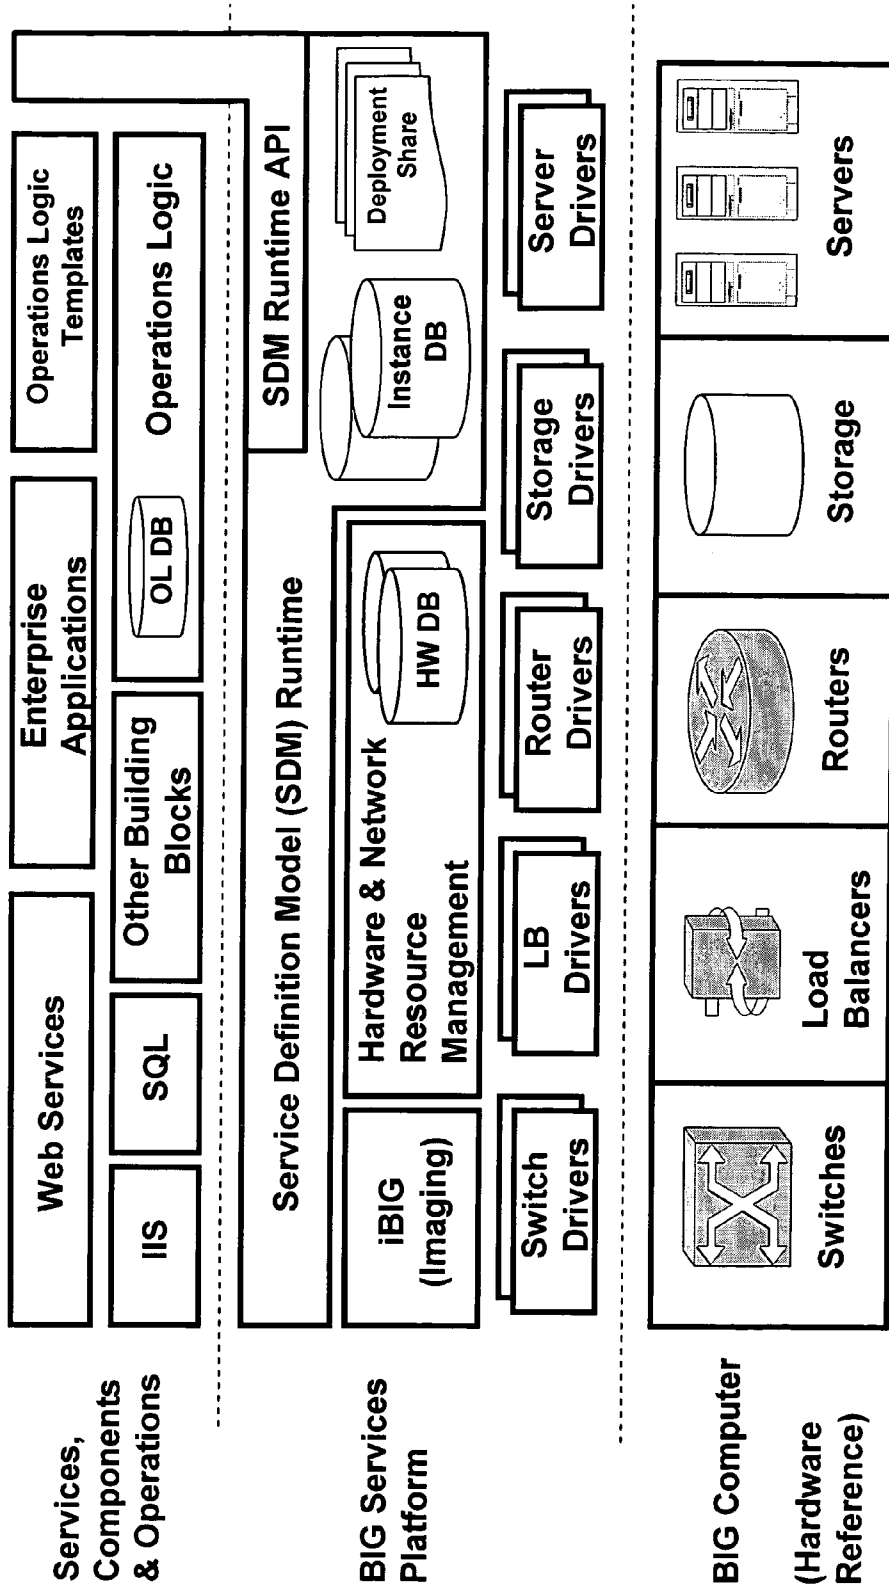 Services,
Components
& Operations
Web Services
Enterprise
Applications
Operations Logic
Templates
IIS
SQL
Other Building
Blocks
OL DB
Operations Logic
BIG Services
Platform
Service Definition Model (SDM) Runtime
SDM Runtime API
iBIG
(Imaging)
Hardware & Network
Resource
Management
HW DB
Instance
DB
Deployment
Share
Switch
Drivers
LB
Drivers
Router
Drivers
Storage
Drivers
Server
Drivers
BIG Computer
(Hardware
Reference)
Switches
Load
Balancers
Routers
Storage
Servers